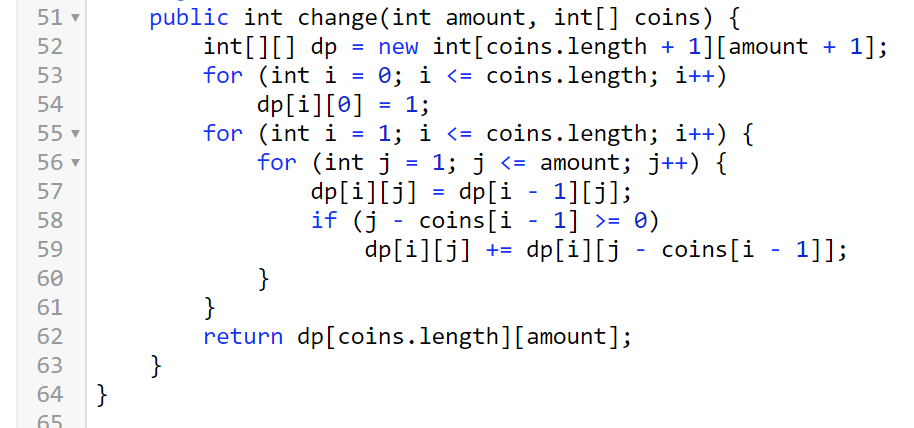 51 public int change(int amount, int[] coins) {
52 int[][] dp = new int[coins.length + 1][amount + 1];
53 for (int i = 0; i <= coins.length; i++)
54 dp[i][0] = 1;
55 for (int i = 1; i <= coins.length; i++) {
56 for (int j = 1; j <= amount; j++) {
57 dp[i][j] = dp[i - 1][j];
58 if (j - coins[i - 1] >= 0)
59 dp[i][j] += dp[i][j - coins[i - 1]];
60 }
61 }
62 return dp[coins.length][amount];
63 }
64 }
65